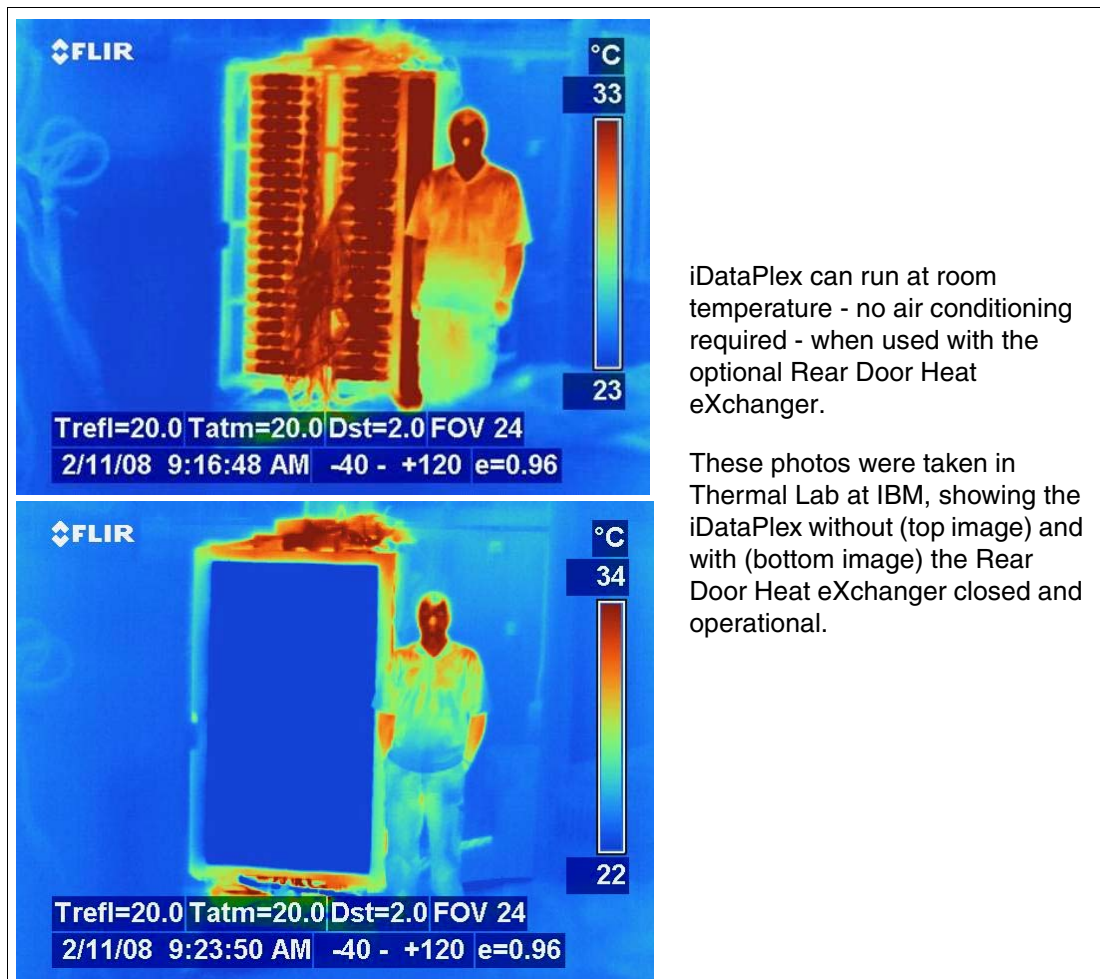 FLIR
°C
33
23
Trefl=20.0 Tatm=20.0 Dst=2.0 FOV 24
2/11/08 9:16:48 AM -40 - +120 e=0.96
FLIR
°C
34
22
Trefl=20.0 Tatm=20.0 Dst=2.0 FOV 24
2/11/08 9:23:50 AM -40 - +120 e=0.96
iDataPlex can run at room
temperature - no air conditioning
required - when used with the
optional Rear Door Heat
eXchanger.
These photos were taken in
Thermal Lab at IBM, showing the
iDataPlex without (top image) and
with (bottom image) the Rear
Door Heat eXchanger closed and
operational.